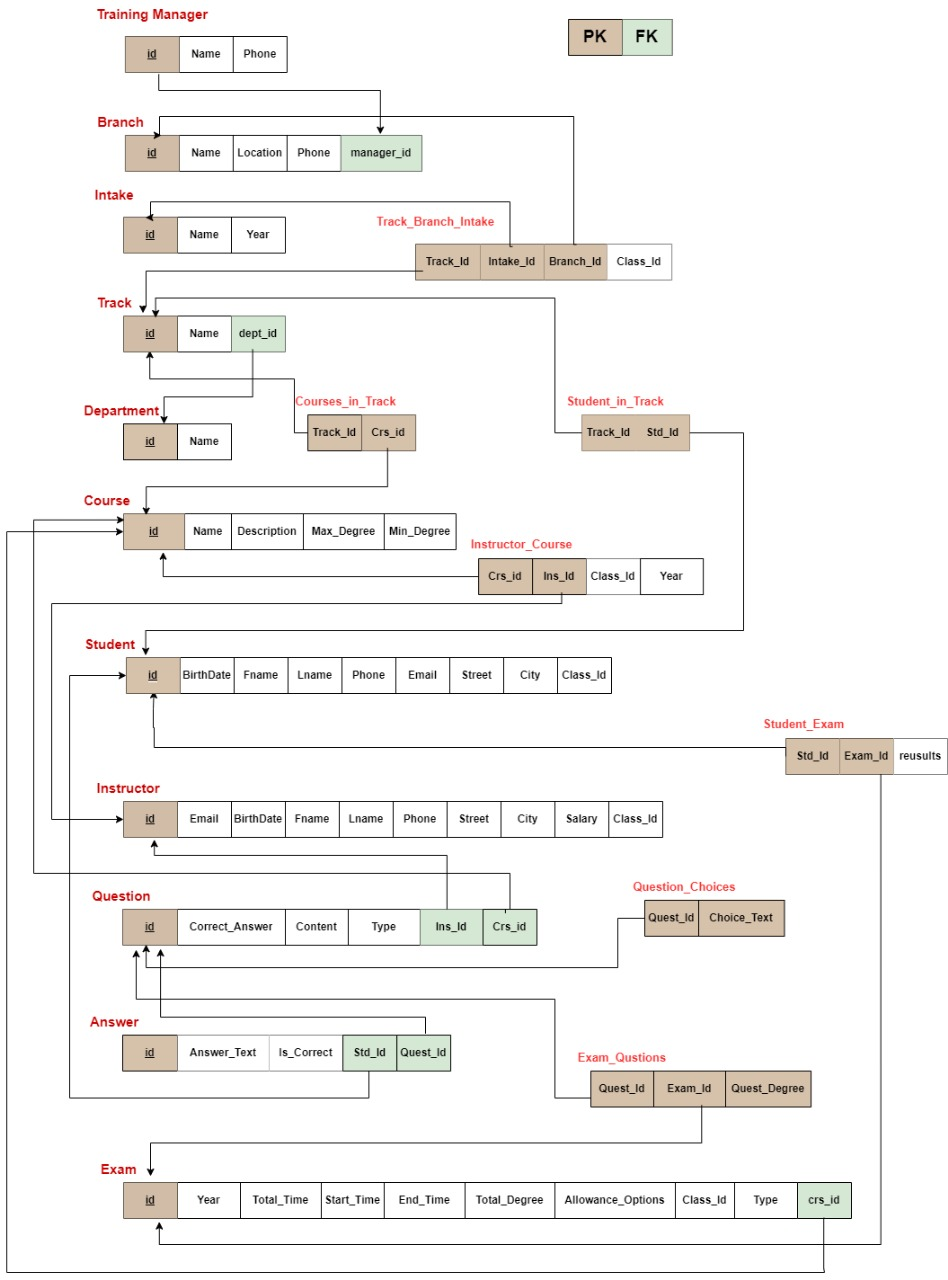 Training Manager
PK FK
id Name Phone
Branch
id Name Location Phone manager_id
Intake
id Name Year
Track_Branch_Intake
Track_Id Intake_Id Branch_Id Class_Id
Track
id Name dept_id
Courses_in_Track
Student_in_Track
Department
id Name
Track_Id Crs_id
Track_Id Std_Id
Course
id Name Description Max_Degree Min_Degree
Instructor_Course
Crs_id Ins_Id Class_Id Year
Student
id BirthDate Fname Lname Phone Email Street City Class_Id
Student_Exam
Std_Id Exam_Id reusults
Instructor
id Email BirthDate Fname Lname Phone Street City Salary Class_Id
Question_Choices
Question
id Correct_Answer Content Type Ins_Id Crs_id
Quest_Id Choice_Text
Answer
id Answer_Text Is_Correct Std_Id Quest_Id
Exam_Qustions
Quest_Id Exam_Id Quest_Degree
Exam
id Year Total_Time Start_Time End_Time Total_Degree Allowance_Options Class_Id Type crs_id